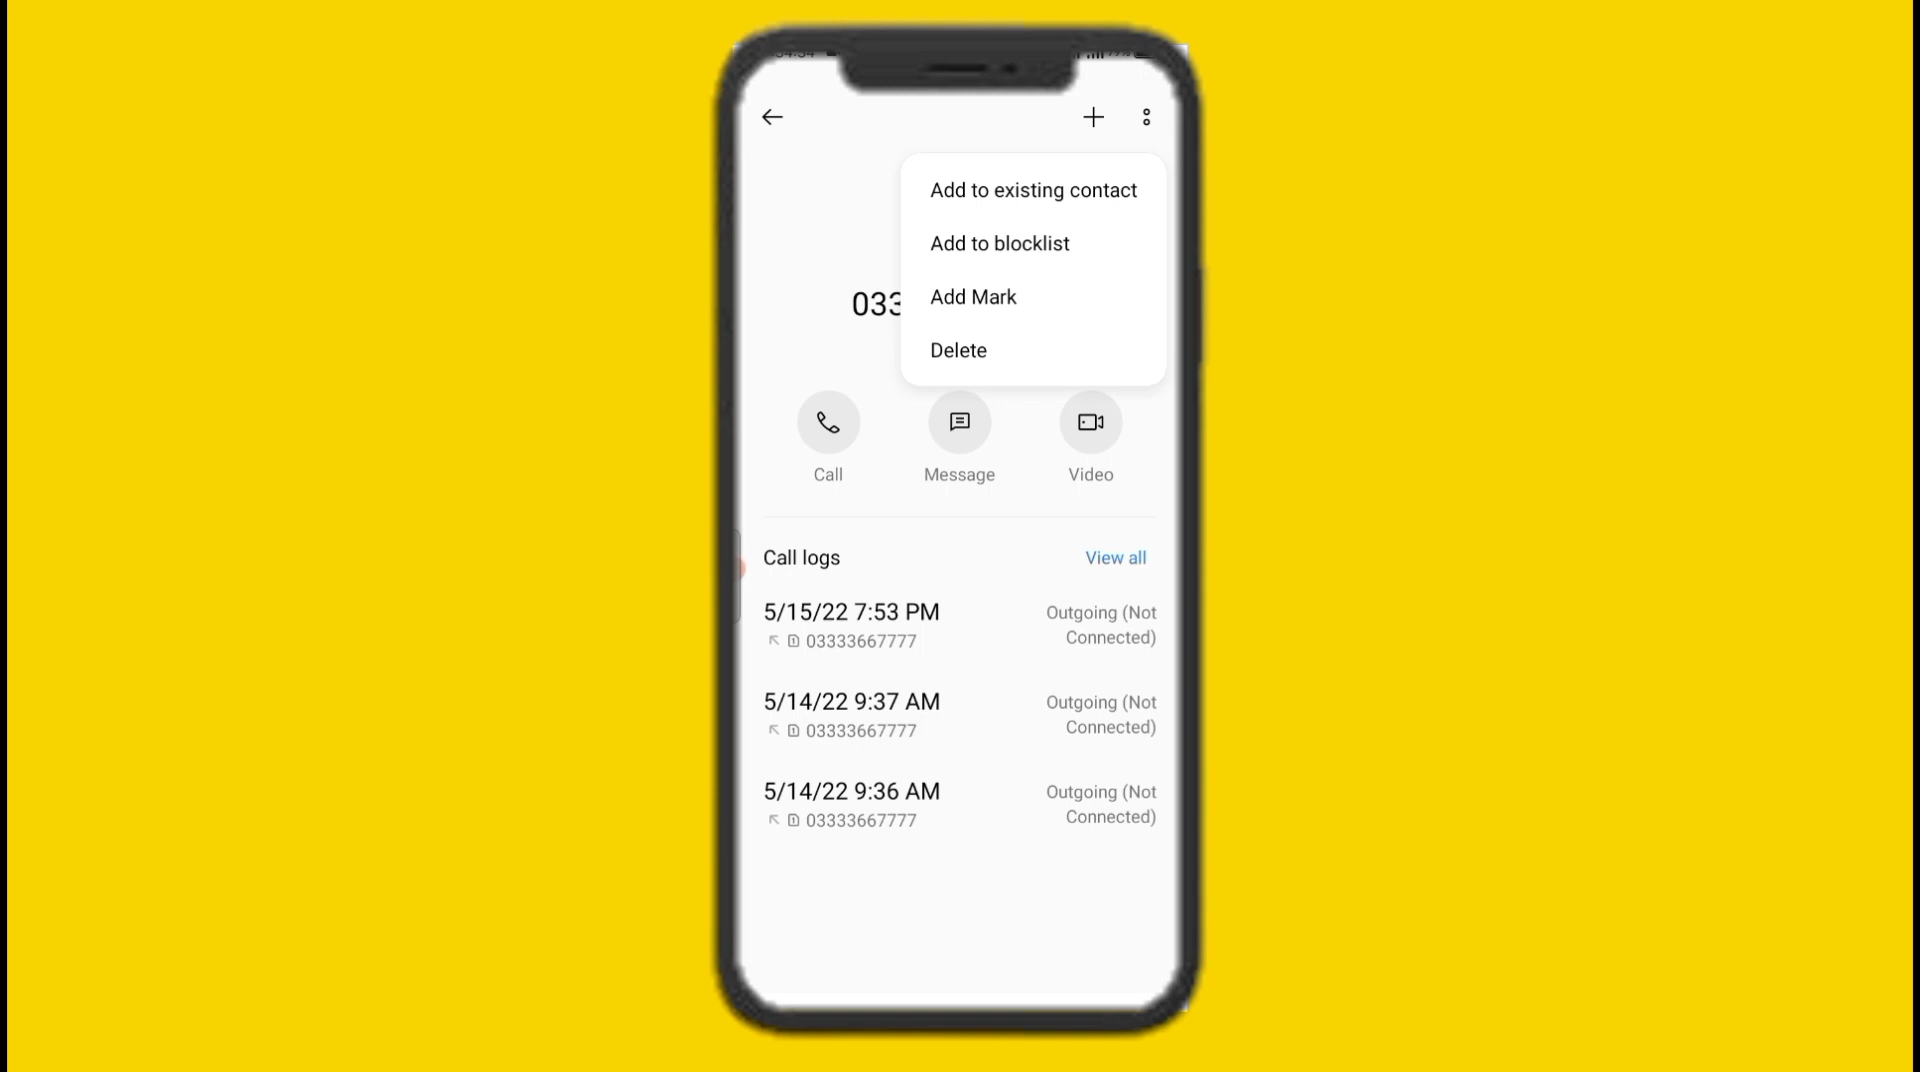 Add to existing contact
Add to blocklist
Add Mark
Delete
033
Call
Message
Video
Call logs
View all
5/15/22 7:53 PM
03333667777
Outgoing (Not
Connected)
5/14/22 9:37 AM
03333667777
Outgoing (Not
Connected)
5/14/22 9:36 AM
03333667777
Outgoing (Not
Connected)